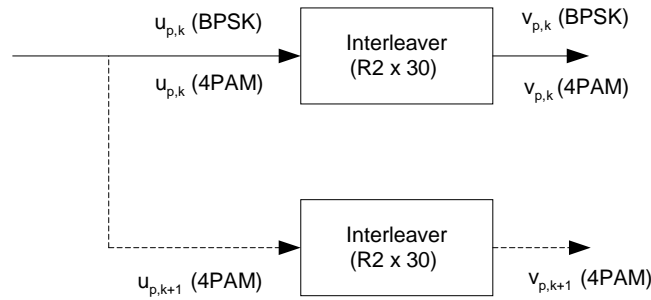 u_{p,k} (BPSK)
u_{p,k} (4PAM)
Interleaver
(R2 x 30)
v_{p,k} (BPSK)
v_{p,k} (4PAM)
u_{p,k+1} (4PAM)
Interleaver
(R2 x 30)
v_{p,k+1} (4PAM)